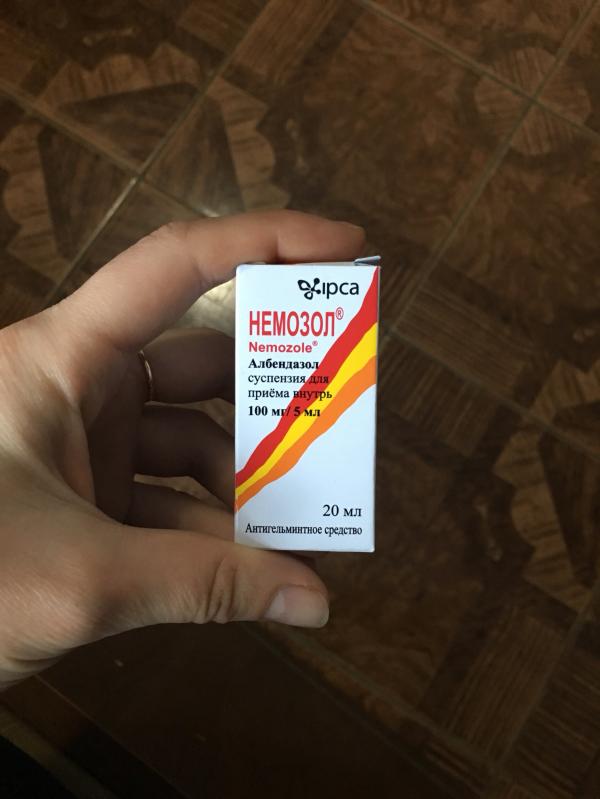 ipca
НЕМОЗОЛ®
Nemozole®
Албендазол
суспензия для
приёма внутрь
100 мг/ 5 мл
20 мл
Антигельминтное средство